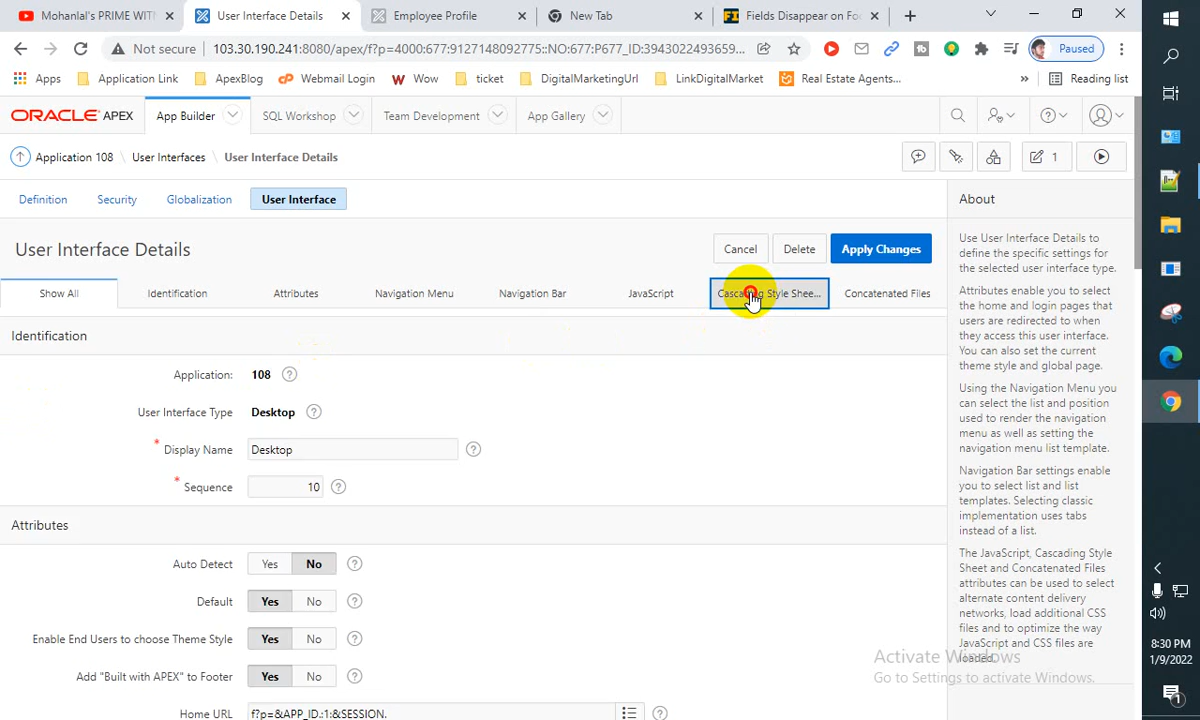 Mohanlal's PRIME WIT
User Interface Details
Employee Profile
New Tab
Fields Disappear on Fo
Not secure
103.30.190.241:8080/apex/f?p=4000:677:9127148092775::NO:677:P677_ID:3943022493659...
Paused
Apps
Application Link
ApexBlog
Webmail Login
Wow
ticket
DigitalMarketingUrl
LinkDigitalMarket
Real Estate Agents...
»
Reading list
ORACLE APEX
App Builder
SQL Workshop
Team Development
App Gallery
Application 108 \ User Interfaces \ User Interface Details
1
Definition
Security
Globalization
User Interface
User Interface Details
Cancel
Delete
Apply Changes
Show All
Identification
Attributes
Navigation Menu
Navigation Bar
JavaScript
Cascading Style Shee...
Concatenated Files
Identification
Application: 108
User Interface Type Desktop
* Display Name Desktop
* Sequence 10
Attributes
Auto Detect Yes No
Default Yes No
Enable End Users to choose Theme Style Yes No
Add "Built with APEX" to Footer Yes No
Home URL f?p=&APP_ID.:1:&SESSION.
About
Use User Interface Details to
define the specific settings for
the selected user interface type.
Attributes enable you to select
the home and login pages that
users are redirected to when
they access this user interface.
You can also set the current
theme style and global page.
Using the Navigation Menu you
can select the list and position
used to render the navigation
menu as well as setting the
navigation menu list template.
Navigation Bar settings enable
you to select list and list
templates. Selecting classic
implementation uses tabs
instead of a list.
The JavaScript, Cascading Style
Sheet and Concatenated Files
attributes can be used to select
alternate content delivery
networks, load additional CSS
files and to optimize the way
JavaScript and CSS files are
loaded.
Activate Windows
Go to Settings to activate Windows.
8:30 PM
1/9/2022
1